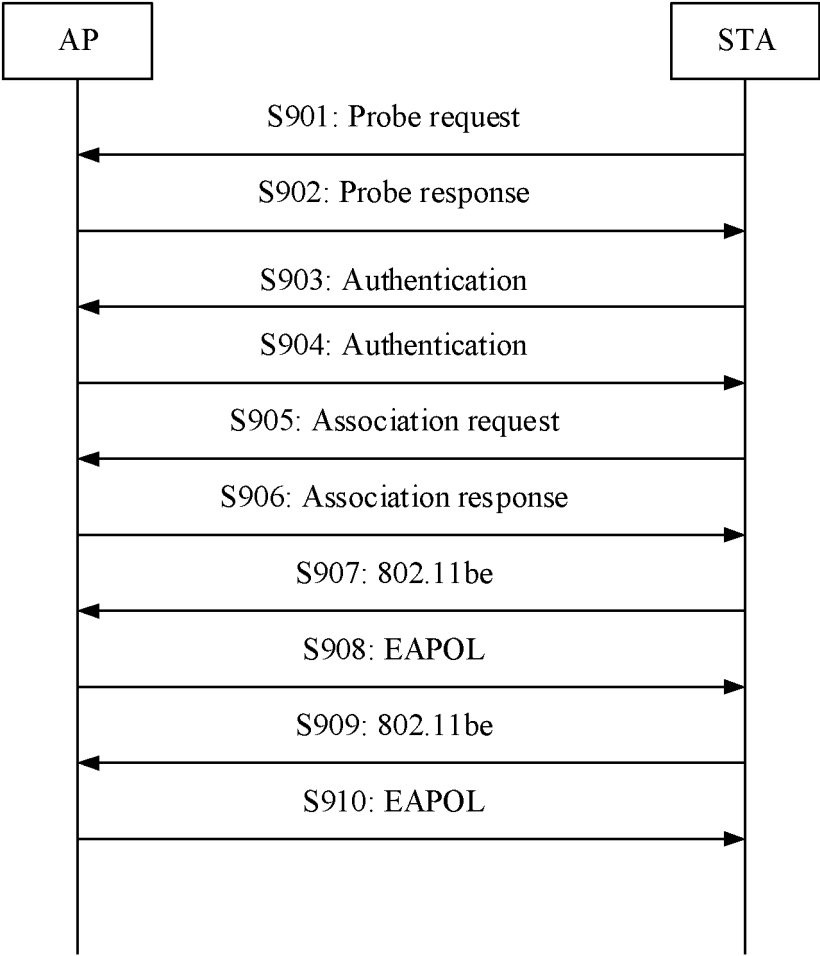 AP
STA
S901: Probe request
S902: Probe response
S903: Authentication
S904: Authentication
S905: Association request
S906: Association response
S907: 802.11be
S908: EAPOL
S909: 802.11be
S910: EAPOL